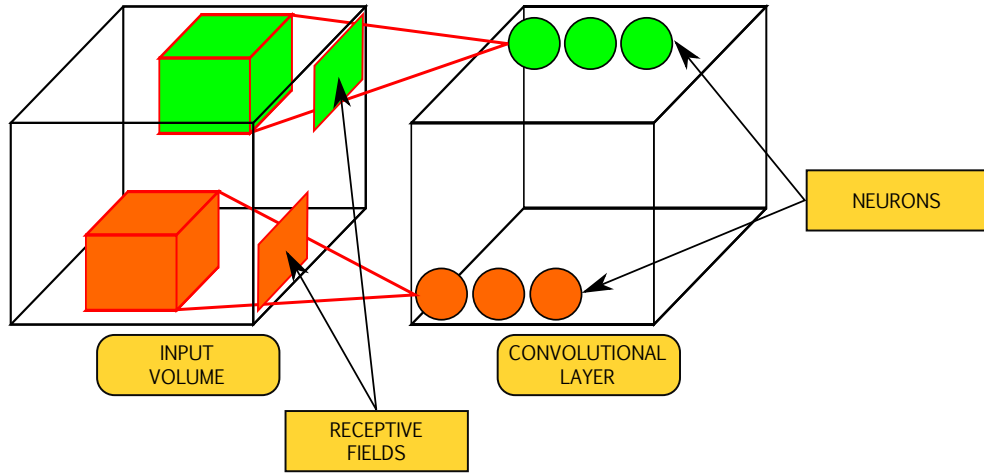 NEURONS
INPUT
VOLUME
CONVOLUTIONAL
LAYER
RECEPTIVE
FIELDS